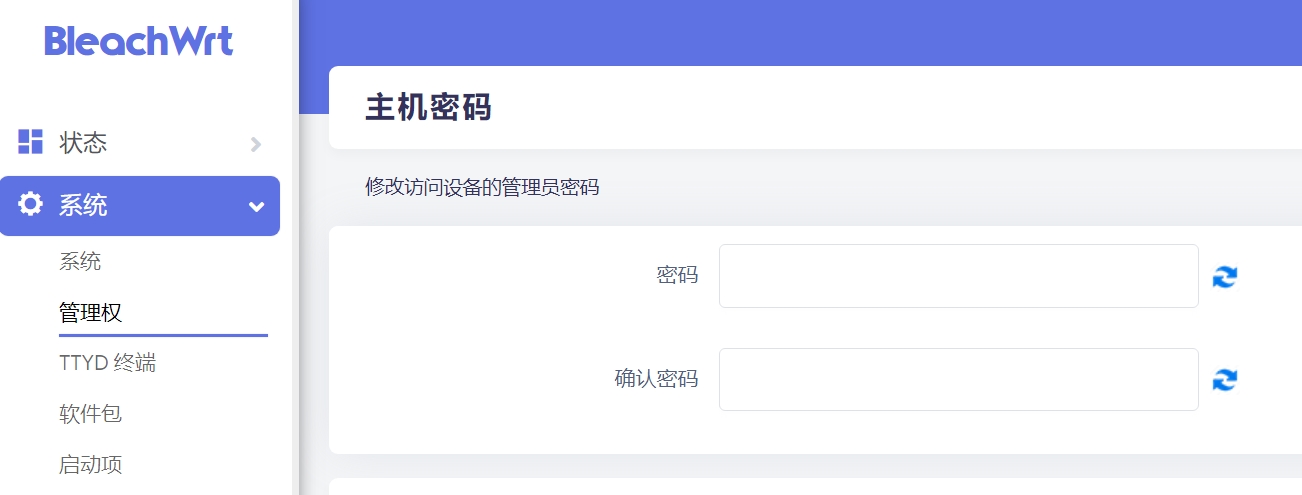 BleachWrt
状态
系统
系统
管理权
TTYD 终端
软件包
启动项
主机密码
修改访问设备的管理员密码
密码
确认密码